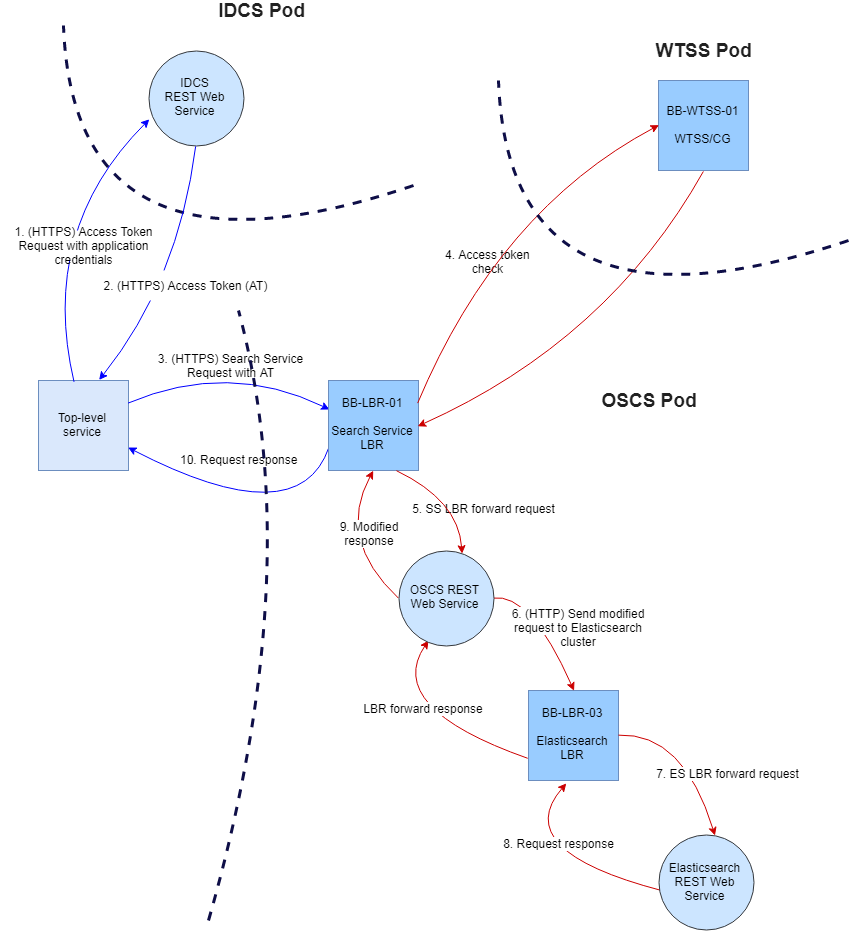 IDCS Pod
WTSS Pod
IDCS
REST Web
Service
BB-WTSS-01
WTSS/CG
1. (HTTPS) Access Token
Request with application
credentials
4. Access token
check
2. (HTTPS) Access Token (AT)
3. (HTTPS) Search Service
Request with AT
OSCS Pod
Top-level
service
BB-LBR-01
Search Service
LBR
10. Request response
5. SS LBR forward request
9. Modified
response
OSCS REST
Web Service
6. (HTTP) Send modified
request to Elasticsearch
cluster
LBR forward response
BB-LBR-03
Elasticsearch
LBR
7. ES LBR forward request
8. Request response
Elasticsearch
REST Web
Service